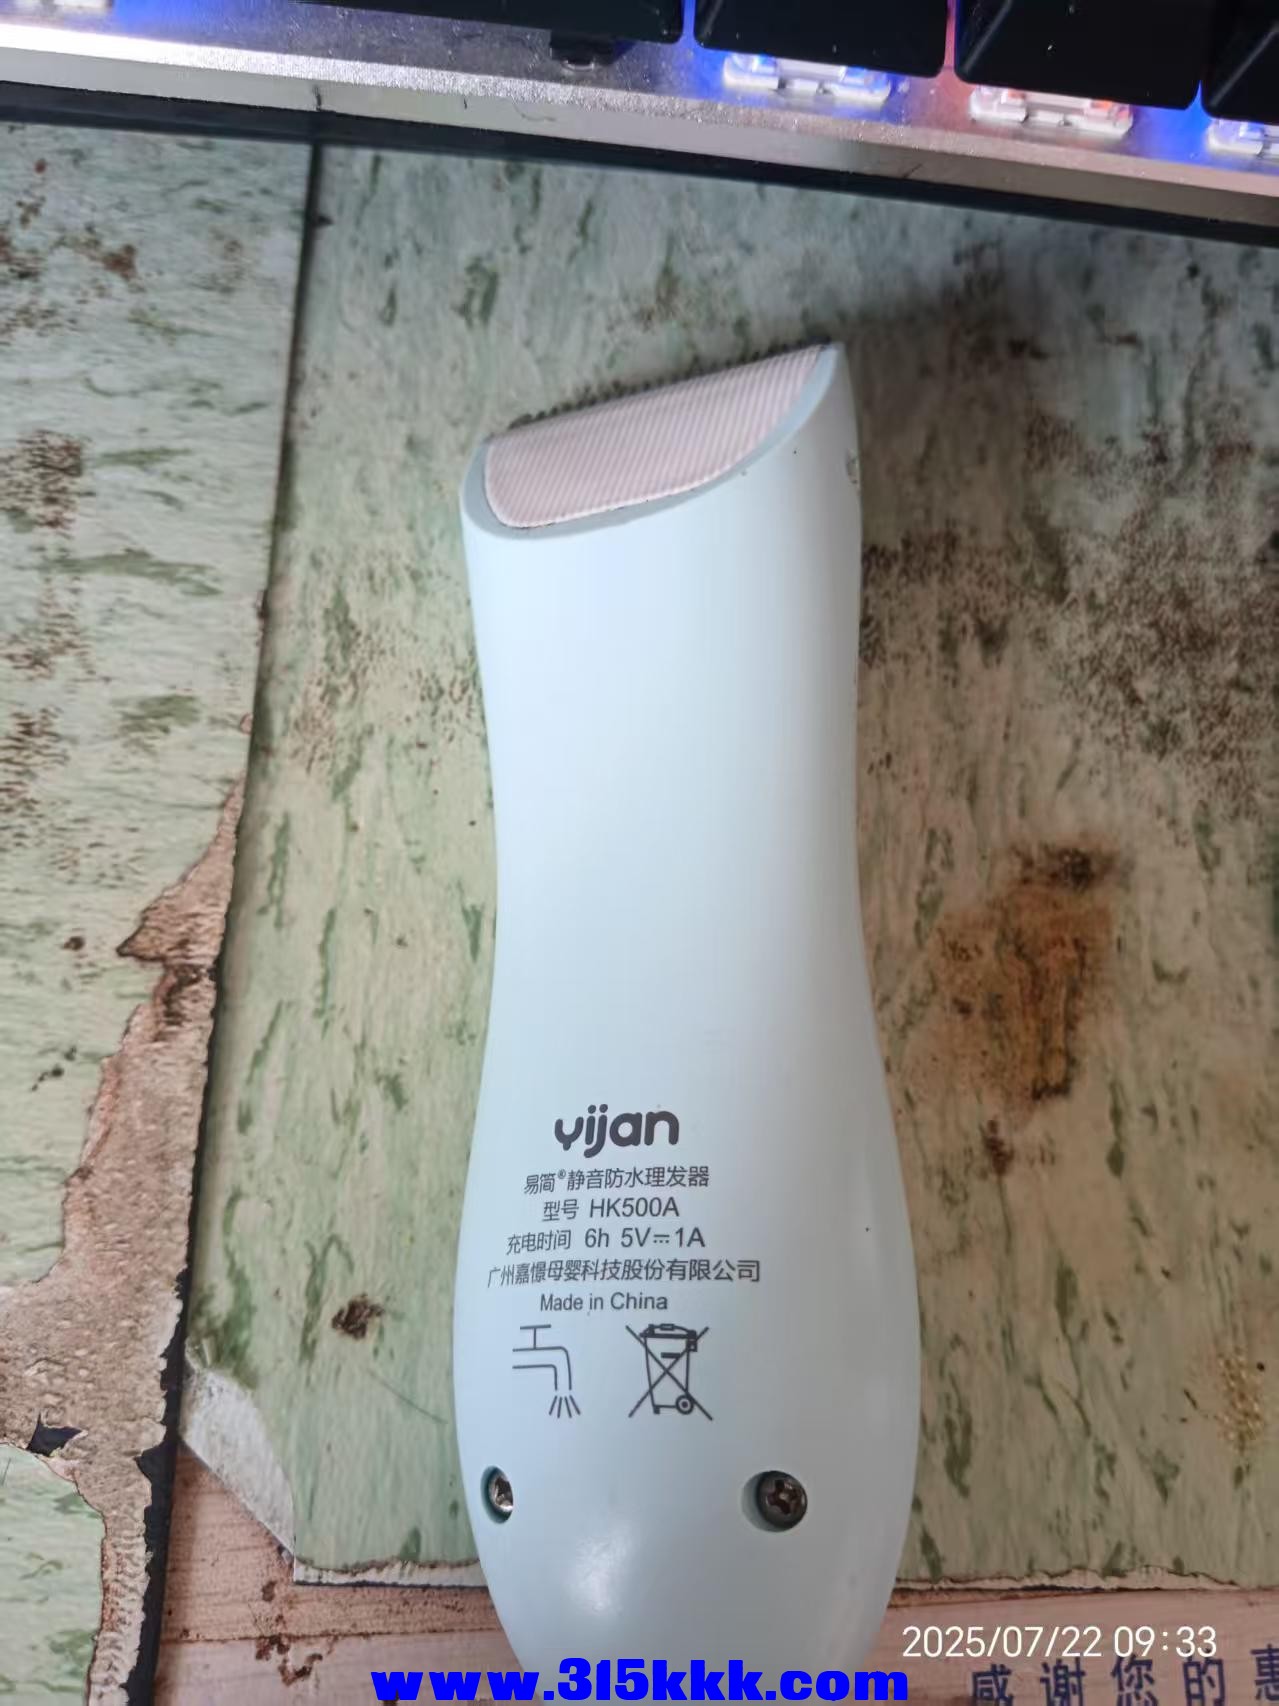 yijan
易简®静音防水理发器
型号 HK500A
充电时间 6h 5V⎓1A
广州嘉憬母婴科技股份有限公司
Made in China
2025/07/22 09:33
感谢您的惠
www.315kkk.com